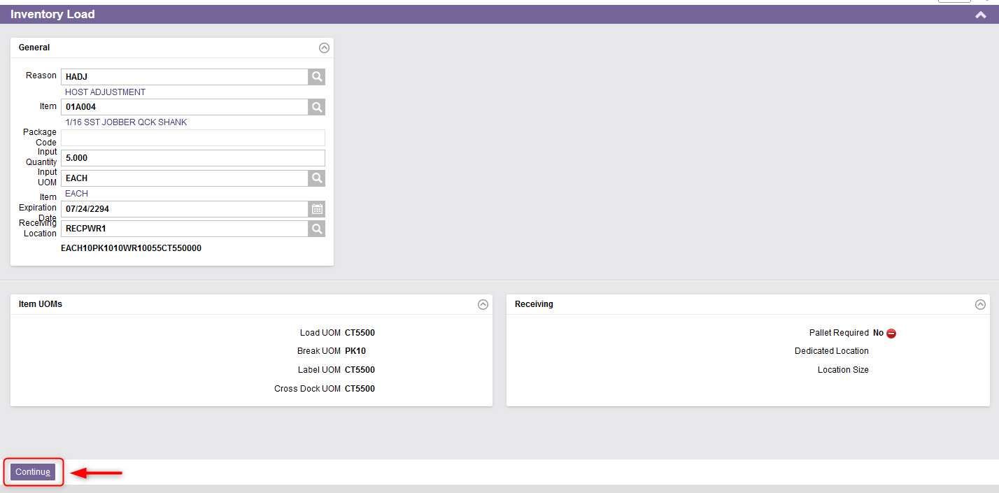 Inventory Load
General
Reason HADJ
HOST ADJUSTMENT
Item 01A004
1/16 SST JOBBER QCK SHANK
Package
Code
Input
Quantity 5.000
Input
UOM EACH
EACH
Item
Expiration
Date 07/24/2294
Receiving
Location RECPWR1
EACH10PK1010WR10055CT550000
Item UOMs
Load UOM CT5500
Break UOM PK10
Label UOM CT5500
Cross Dock UOM CT5500
Receiving
Pallet Required No
Dedicated Location
Location Size
Continue